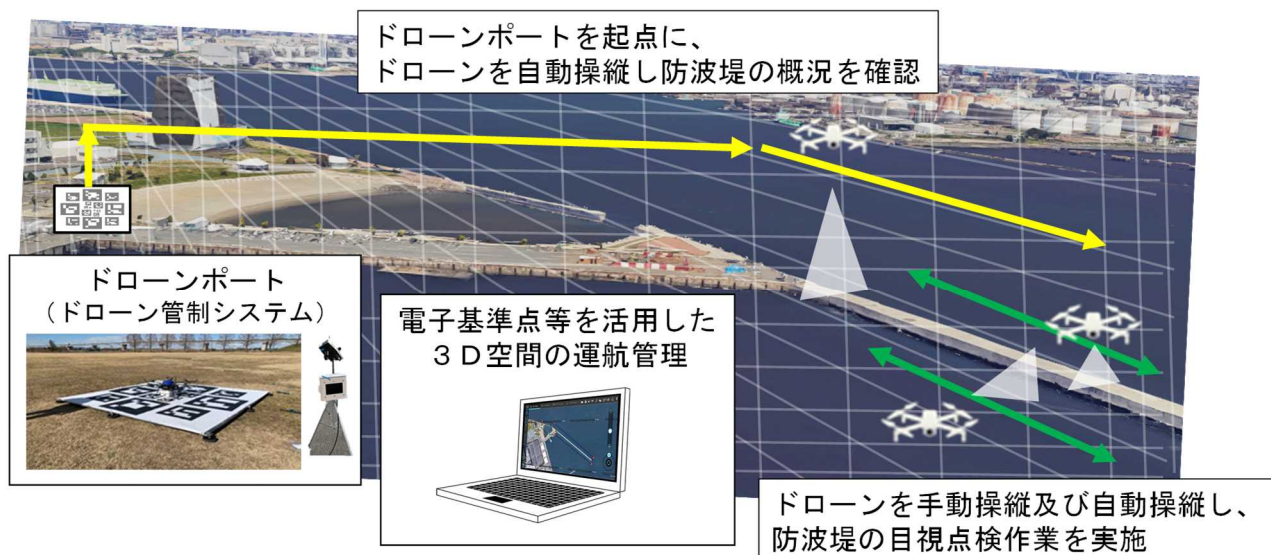 ドローンポートを起点に、
ドローンを自動操縦し防波堤の概況を確認
ドローンポート
（ドローン管制システム）
電子基準点等を活用した
３Ｄ空間の運航管理
ドローンを手動操縦及び自動操縦し、
防波堤の目視点検作業を実施